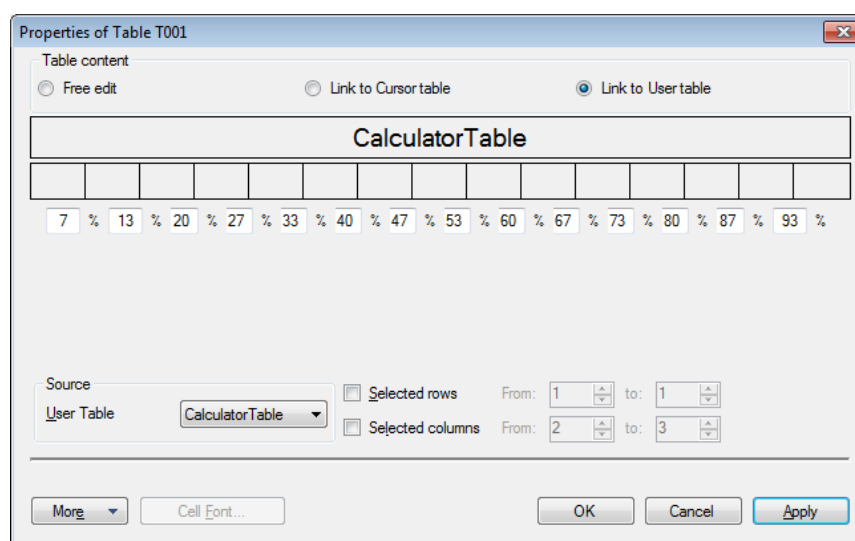 Properties of Table T001
Table content
Free edit Link to Cursor table Link to User table
CalculatorTable
7 % 13 % 20 % 27 % 33 % 40 % 47 % 53 % 60 % 67 % 73 % 80 % 87 % 93 %
Source
User Table CalculatorTable
Selected rows From: 1 to: 1
Selected columns From: 2 to: 3
More Cell Font... OK Cancel Apply